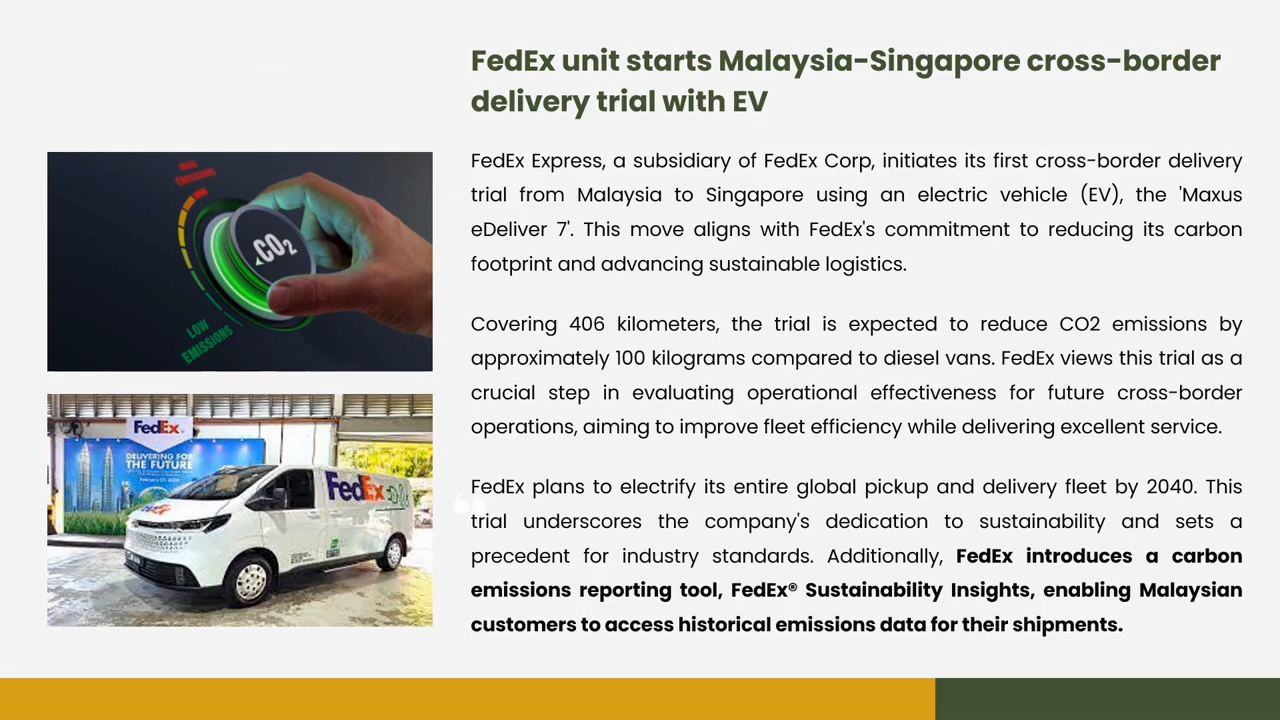 FedEx unit starts Malaysia-Singapore cross-border
delivery trial with EV
HIGH
EMISSIONS
CO2
LOW
EMISSIONS
FedEx Express, a subsidiary of FedEx Corp, initiates its first cross-border delivery
trial from Malaysia to Singapore using an electric vehicle (EV), the 'Maxus
eDeliver 7'. This move aligns with FedEx's commitment to reducing its carbon
footprint and advancing sustainable logistics.
Covering 406 kilometers, the trial is expected to reduce CO2 emissions by
approximately 100 kilograms compared to diesel vans. FedEx views this trial as a
crucial step in evaluating operational effectiveness for future cross-border
operations, aiming to improve fleet efficiency while delivering excellent service.
FedEx
DELIVERING FOR
THE FUTURE
FedEx
FedEx
FedEx plans to electrify its entire global pickup and delivery fleet by 2040. This
trial underscores the company's dedication to sustainability and sets a
precedent for industry standards. Additionally, FedEx introduces a carbon
emissions reporting tool, FedEx® Sustainability Insights, enabling Malaysian
customers to access historical emissions data for their shipments.